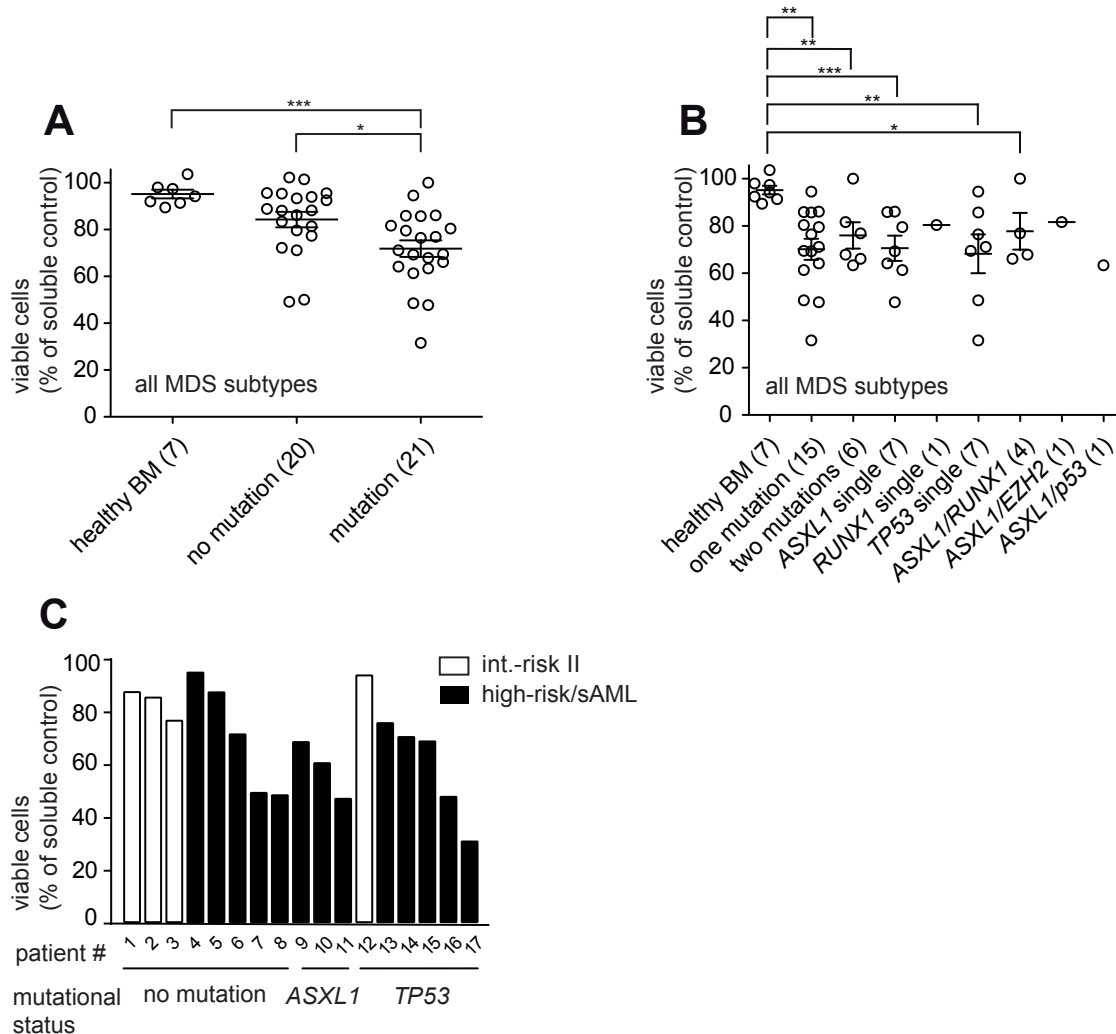 A
***
*
viable cells
(% of soluble control)
100
80
60
40
20
0
all MDS subtypes
healthy BM (7)
no mutation (20)
mutation (21)
B
**
**
***
**
*
viable cells
(% of soluble control)
100
80
60
40
20
0
all MDS subtypes
healthy BM (7)
one mutation (15)
two mutations (6)
ASXL1 single (7)
RUNX1 single (1)
TP53 single (7)
ASXL1/RUNX1 (4)
ASXL1/EZH2 (1)
ASXL1/p53 (1)
C
int.-risk II
high-risk/sAML
viable cells
(% of soluble control)
100
80
60
40
20
0
patient # 1 2 3 4 5 6 7 8 9 10 11 12 13 14 15 16 17
mutational status no mutation ASXL1 TP53